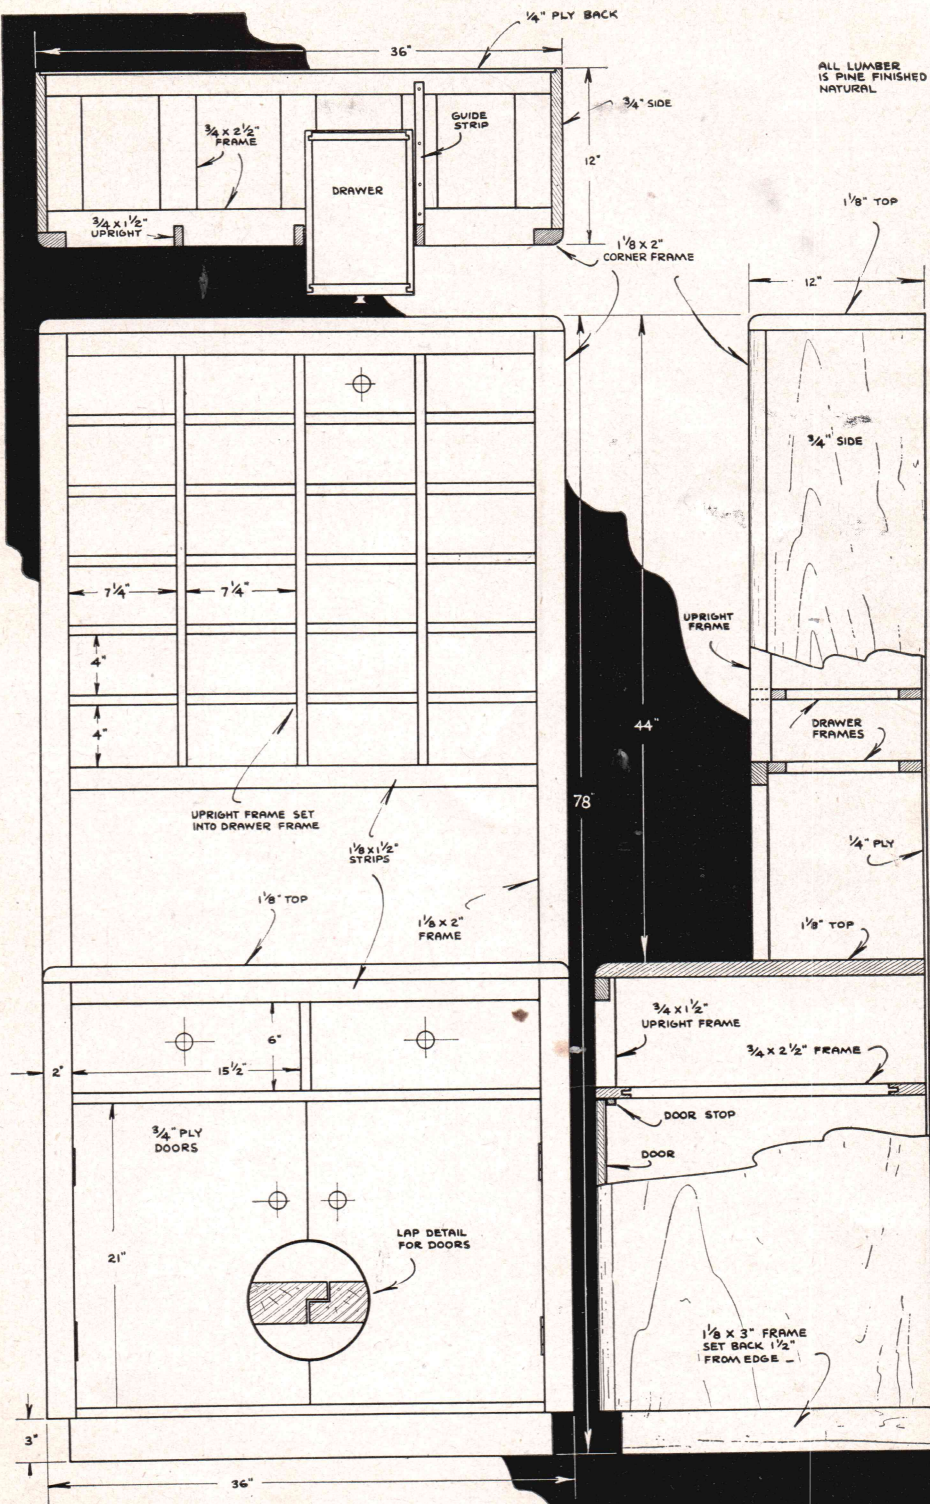 1/4" PLY BACK
36"
ALL LUMBER
IS PINE FINISHED
NATURAL
3/4" SIDE
GUIDE
STRIP
3/4 X 2 1/2"
FRAME
12"
DRAWER
3/4 X 1 1/2"
UPRIGHT
1 1/8" TOP
1 1/8 X 2"
CORNER FRAME
12"
3/4" SIDE
7 1/4"
7 1/4"
UPRIGHT
FRAME
4"
4"
44"
DRAWER
FRAMES
78"
UPRIGHT FRAME SET
INTO DRAWER FRAME
1 1/8 X 1 1/2"
STRIPS
1/4" PLY
1 1/8" TOP
1 1/8 X 2"
FRAME
1 1/8" TOP
3/4 X 1 1/2"
UPRIGHT FRAME
6"
3/4 X 2 1/2" FRAME
2"
15 1/2"
DOOR STOP
3/4" PLY
DOORS
DOOR
LAP DETAIL
FOR DOORS
21"
1 1/8 X 3" FRAME
SET BACK 1 1/2"
FROM EDGE
3"
36"